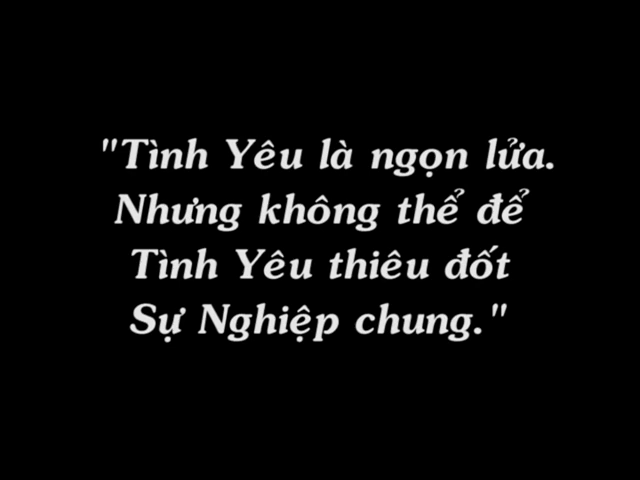 "Tình Yêu là ngọn lửa.
Nhưng không thể để
Tình Yêu thiêu đốt
Sự Nghiệp chung."